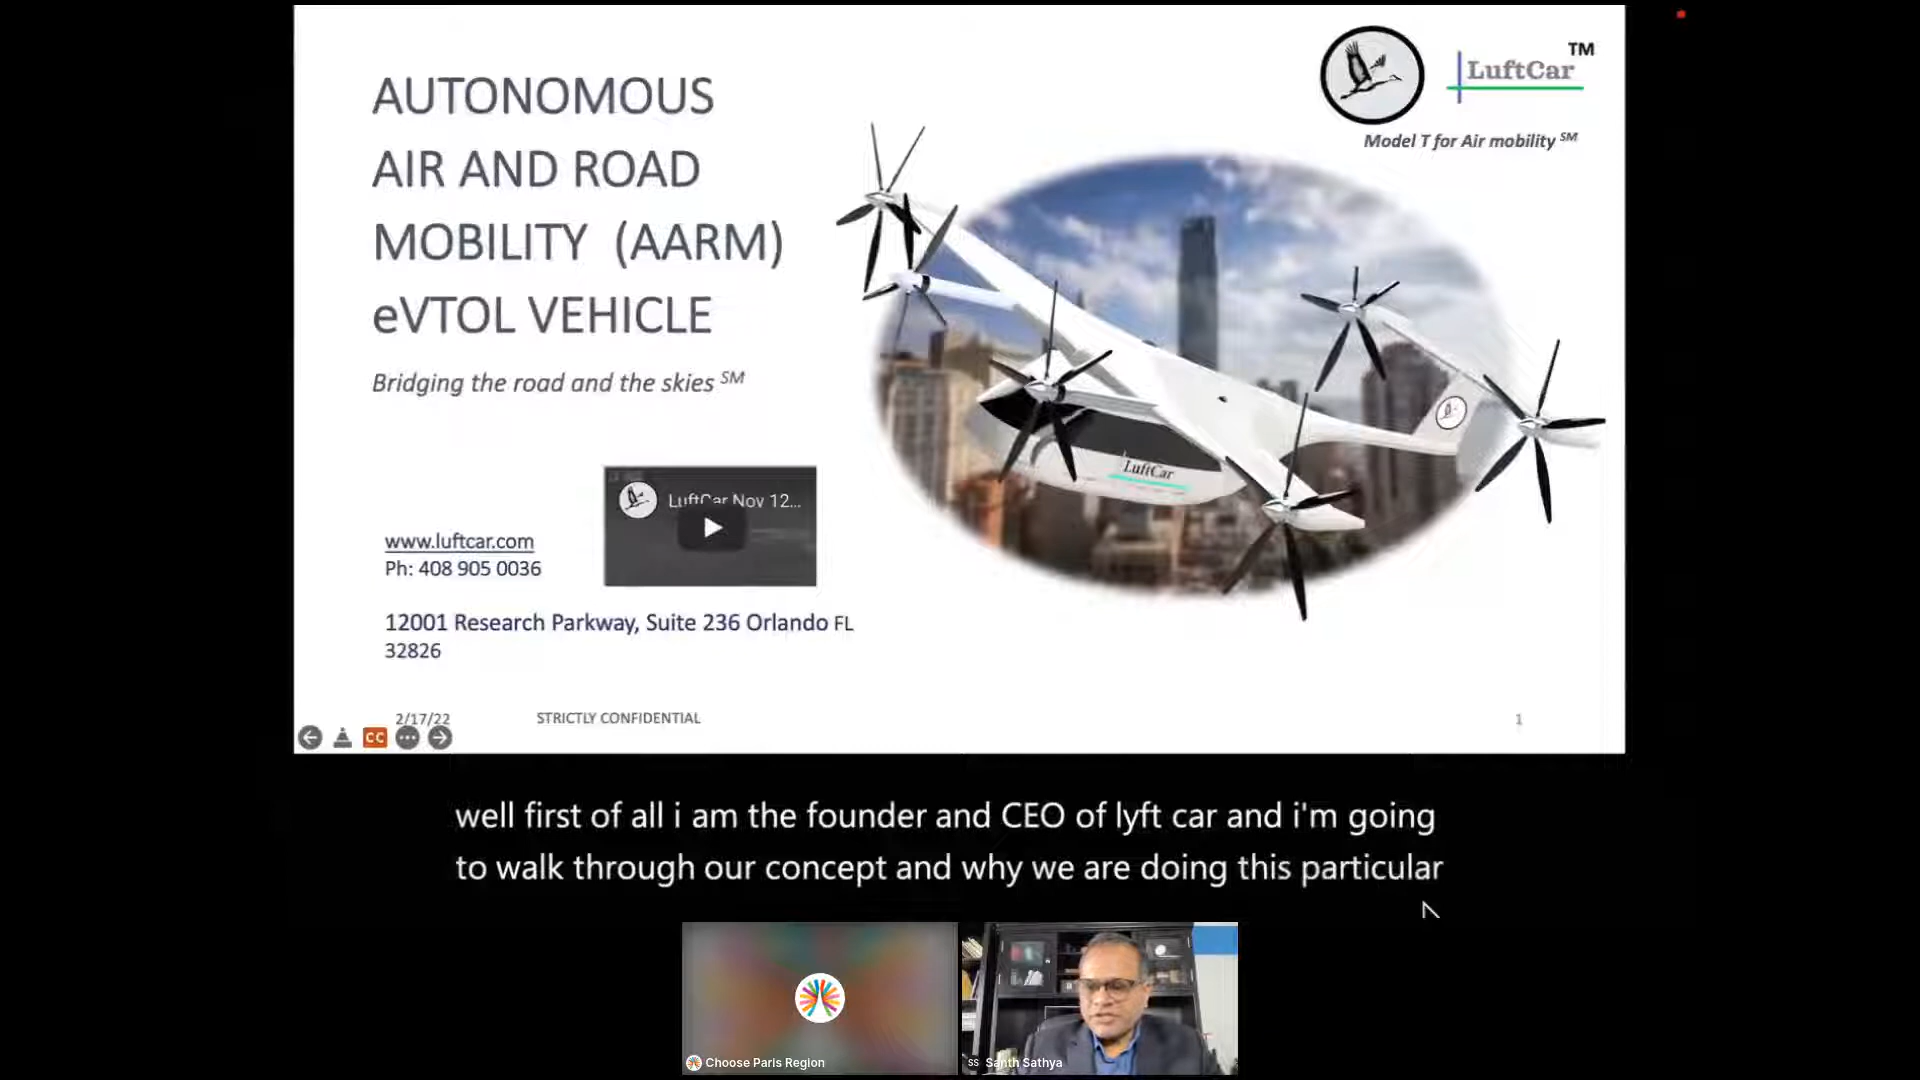 AUTONOMOUS
AIR AND ROAD
MOBILITY (AARM)
eVTOL VEHICLE
Bridging the road and the skies SM
LuftCar TM
Model T for Air mobility SM
LuftCar
LuftCar Nov 12...
www.luftcar.com
Ph: 408 905 0036
12001 Research Parkway, Suite 236 Orlando FL
32826
2/17/22
STRICTLY CONFIDENTIAL
1
CC
well first of all i am the founder and CEO of lyft car and i'm going
to walk through our concept and why we are doing this particular
Choose Paris Region
SS Santh Sathya